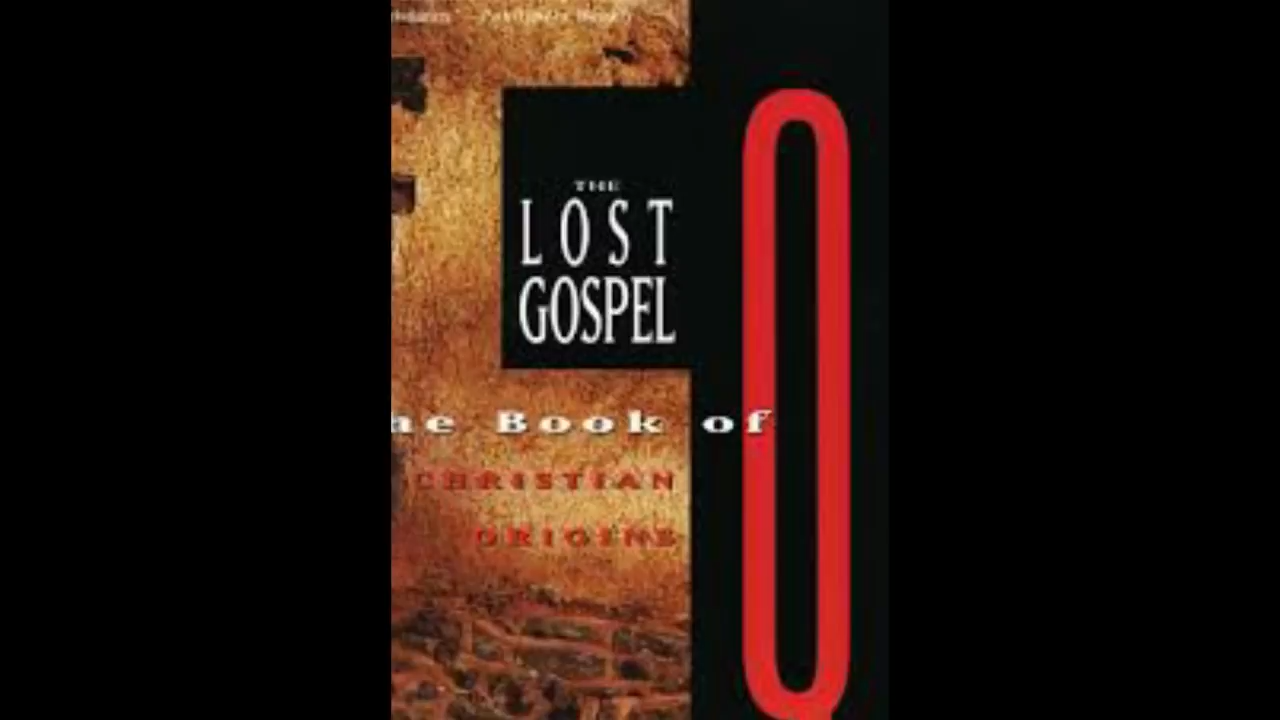 THE
LOST
GOSPEL
he Book of Q
CHRISTIAN
ORIGINS